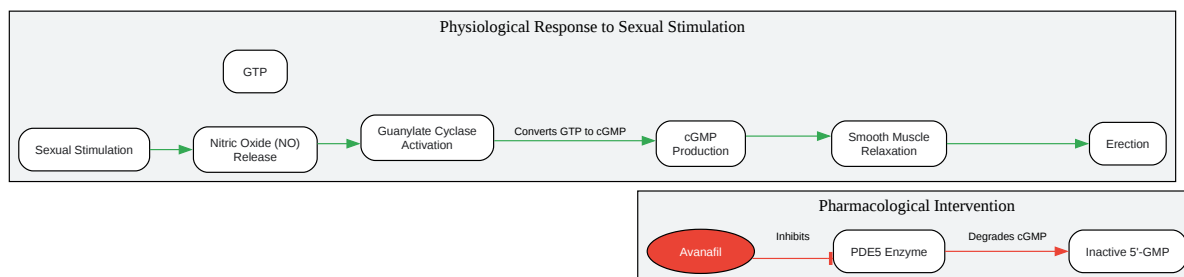 Physiological Response to Sexual Stimulation
GTP
Sexual Stimulation
Nitric Oxide (NO)
Release
Guanylate Cyclase
Activation
Converts GTP to cGMP
cGMP
Production
Smooth Muscle
Relaxation
Erection
Pharmacological Intervention
Avanafil
Inhibits
PDE5 Enzyme
Degrades cGMP
Inactive 5'-GMP